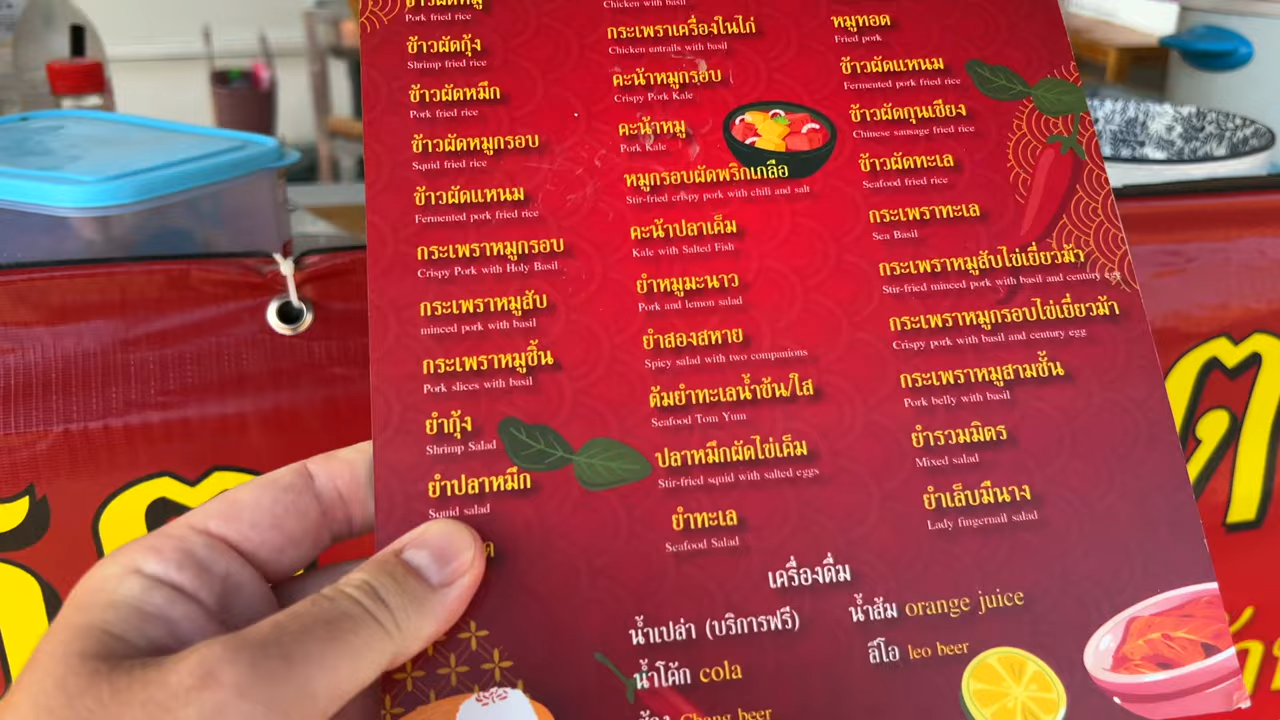 ข้าวผัดหมู
Pork fried rice
ข้าวผัดกุ้ง
Shrimp fried rice
ข้าวผัดหมึก
Pork fried rice
ข้าวผัดหมูกรอบ
Squid fried rice
ข้าวผัดแหนม
Fermented pork fried rice
กระเพราหมูกรอบ
Crispy Pork with Holy Basil
กระเพราหมูสับ
minced pork with basil
กระเพราหมูชิ้น
Pork slices with basil
ยำกุ้ง
Shrimp Salad
ยำปลาหมึก
Squid salad
Chicken with basil
กระเพราเครื่องในไก่
Chicken entrails with basil
คะน้าหมูกรอบ
Crispy Pork Kale
คะน้าหมู
Pork Kale
หมูกรอบผัดพริกเกลือ
Stir-fried crispy pork with chili and salt
คะน้าปลาเค็ม
Kale with Salted Fish
ยำหมูมะนาว
Pork and lemon salad
ยำสองสหาย
Spicy salad with two companions
ต้มยำทะเลน้ำข้น/ใส
Seafood Tom Yum
ปลาหมึกผัดไข่เค็ม
Stir-fried squid with salted eggs
ยำทะเล
Seafood Salad
หมูทอด
Fried pork
ข้าวผัดแหนม
Fermented pork fried rice
ข้าวผัดกุนเชียง
Chinese sausage fried rice
ข้าวผัดทะเล
Seafood fried rice
กระเพราทะเล
Sea Basil
กระเพราหมูสับไข่เยี่ยวม้า
Stir-fried minced pork with basil and century egg
กระเพราหมูกรอบไข่เยี่ยวม้า
Crispy pork with basil and century egg
กระเพราหมูสามชั้น
Pork belly with basil
ยำรวมมิตร
Mixed salad
ยำเล็บมือนาง
Lady fingernail salad
เครื่องดื่ม
น้ำเปล่า (บริการฟรี)
น้ำโค้ก cola
ช้าง Chang beer
น้ำส้ม orange juice
ลีโอ leo beer